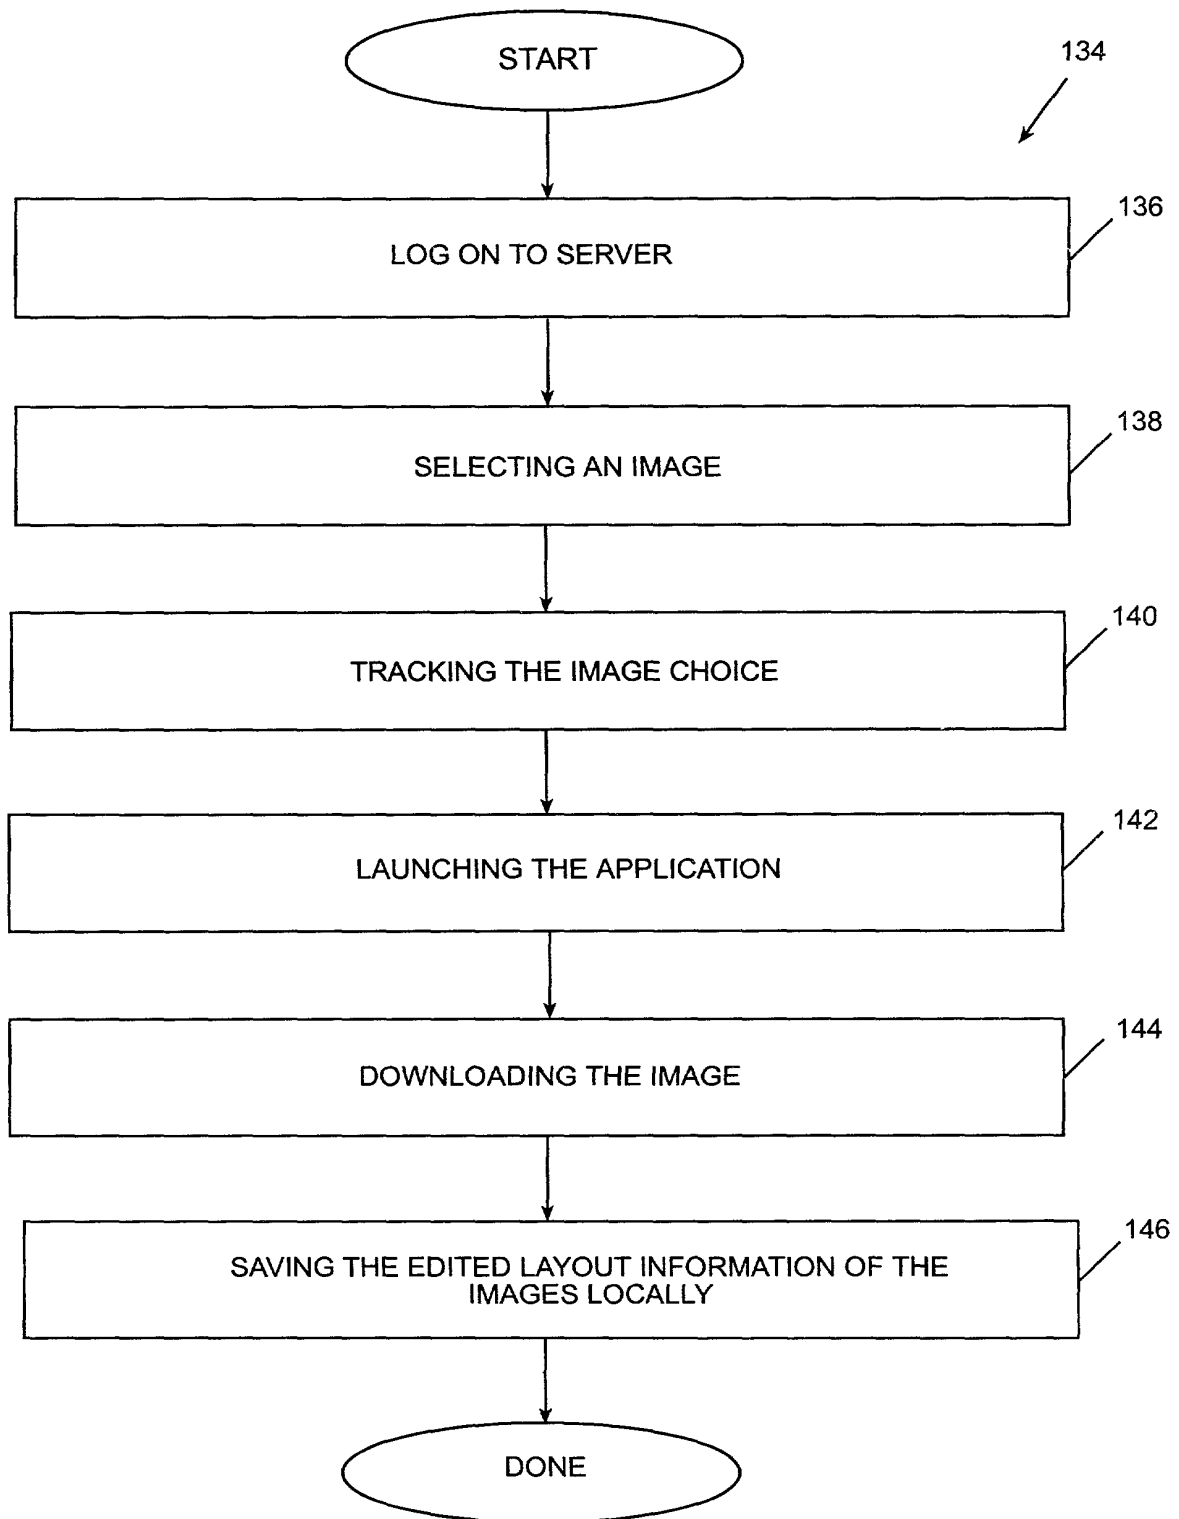 START
134
136
LOG ON TO SERVER
138
SELECTING AN IMAGE
140
TRACKING THE IMAGE CHOICE
142
LAUNCHING THE APPLICATION
144
DOWNLOADING THE IMAGE
146
SAVING THE EDITED LAYOUT INFORMATION OF THE
IMAGES LOCALLY
DONE